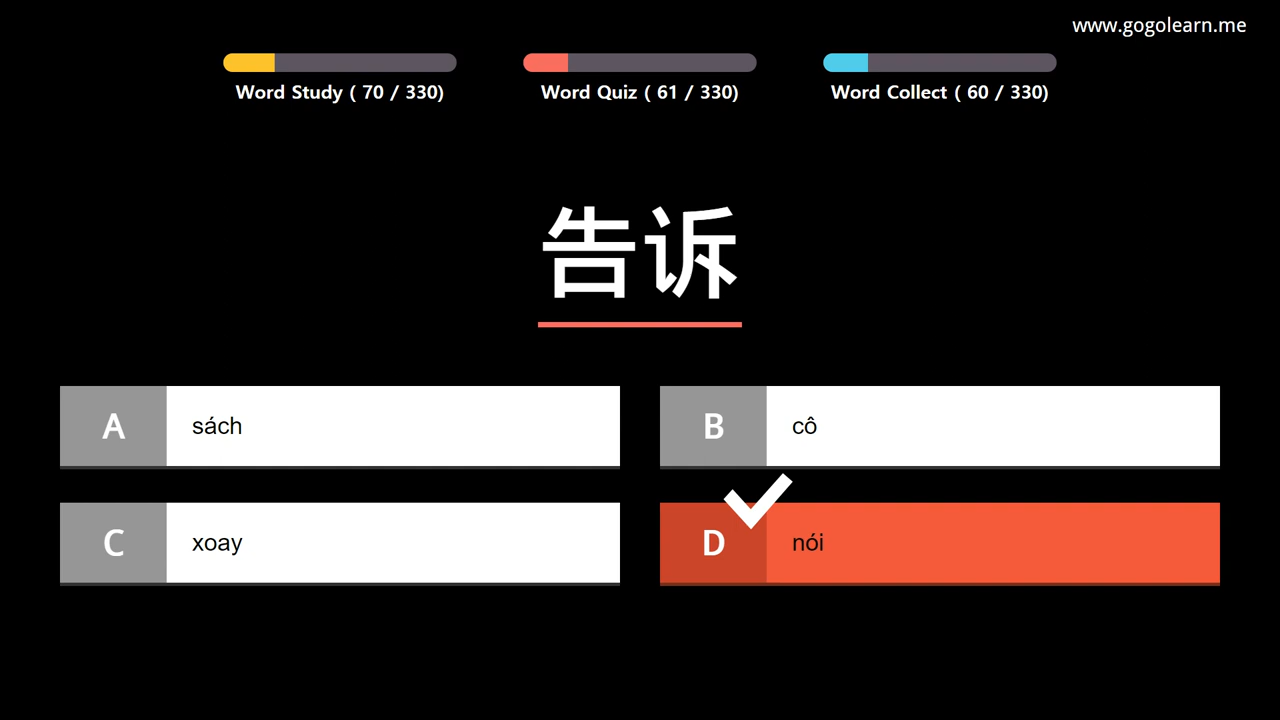 www.gogolearn.me
Word Study ( 70 / 330)
Word Quiz ( 61 / 330)
Word Collect ( 60 / 330)
告诉
A sách
B cô
C xoay
D nói